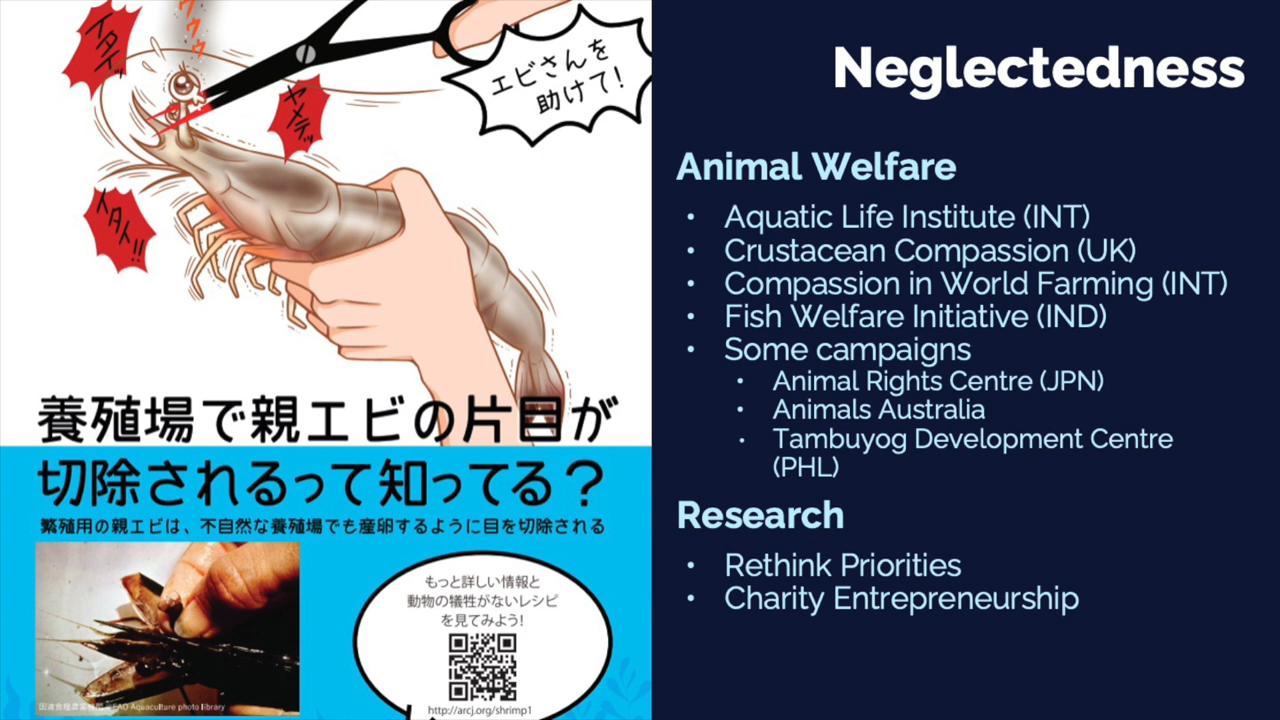 イタイッ
ウウウ
エビさんを
助けて!
ヤメテッ
イタイ!!
養殖場で親エビの片目が
切除されるって知ってる?
繁殖用の親エビは、不自然な養殖場でも産卵するように目を切除される
FAO Aquaculture photo library
もっと詳しい情報と
動物の犠牲がないレシピ
を見てみよう!
http://arcj.org/shrimp1
Neglectedness
Animal Welfare
• Aquatic Life Institute (INT)
• Crustacean Compassion (UK)
• Compassion in World Farming (INT)
• Fish Welfare Initiative (IND)
• Some campaigns
• Animal Rights Centre (JPN)
• Animals Australia
• Tambuyog Development Centre
(PHL)
Research
• Rethink Priorities
• Charity Entrepreneurship